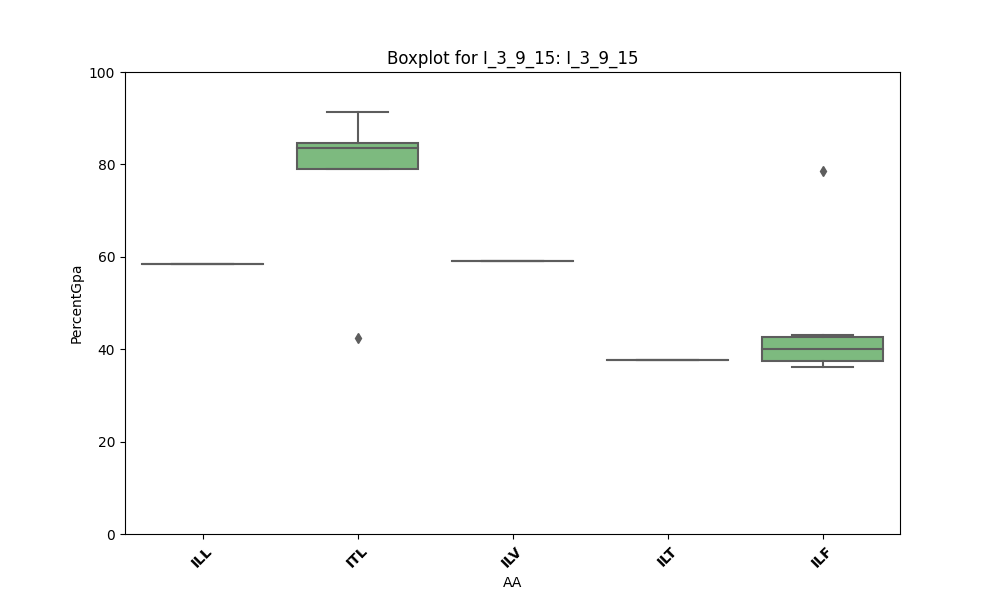 Boxplot for I_3_9_15: I_3_9_15
100
80
60
40
20
0
PercentGpa
ILL
ITL
ILV
ILT
ILF
AA